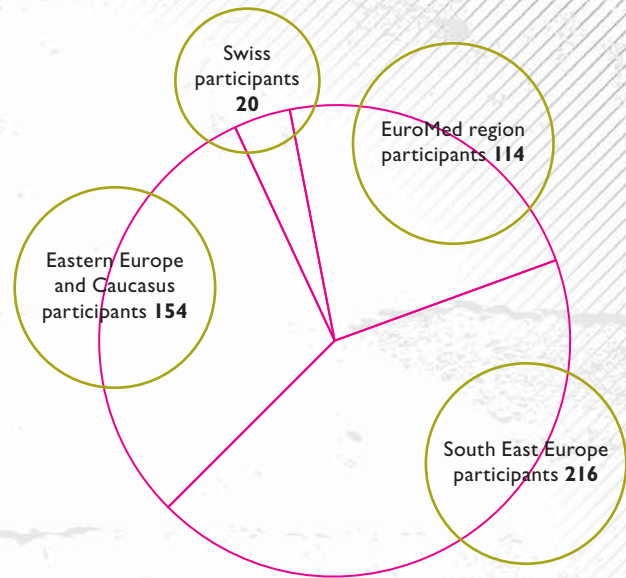 Swiss
participants
20
EuroMed region
participants 114
Eastern Europe
and Caucasus
participants 154
South East Europe
participants 216